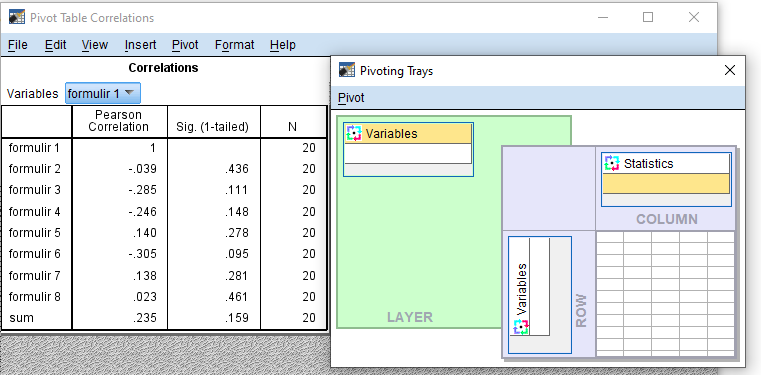 Pivot Table Correlations
File Edit View Insert Pivot Format Help
Correlations
Variables formulir 1
Pearson Correlation Sig. (1-tailed) N
formulir 1 1 20
formulir 2 -.039 .436 20
formulir 3 -.285 .111 20
formulir 4 -.246 .148 20
formulir 5 .140 .278 20
formulir 6 -.305 .095 20
formulir 7 .138 .281 20
formulir 8 .023 .461 20
sum .235 .159 20
Pivoting Trays
Pivot
Variables
LAYER
Statistics
COLUMN
Variables
ROW